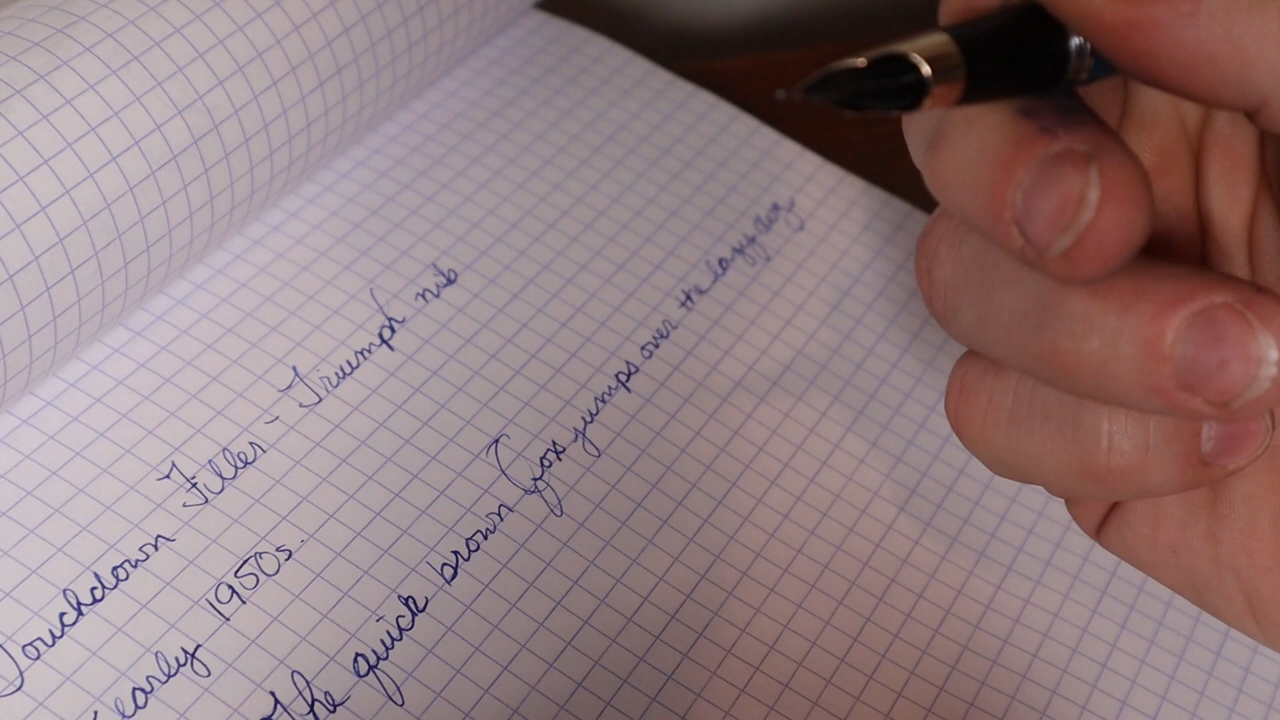 Touchdown Filler - Triumph nib
early 1950s.
The quick brown fox jumps over the lazy dog